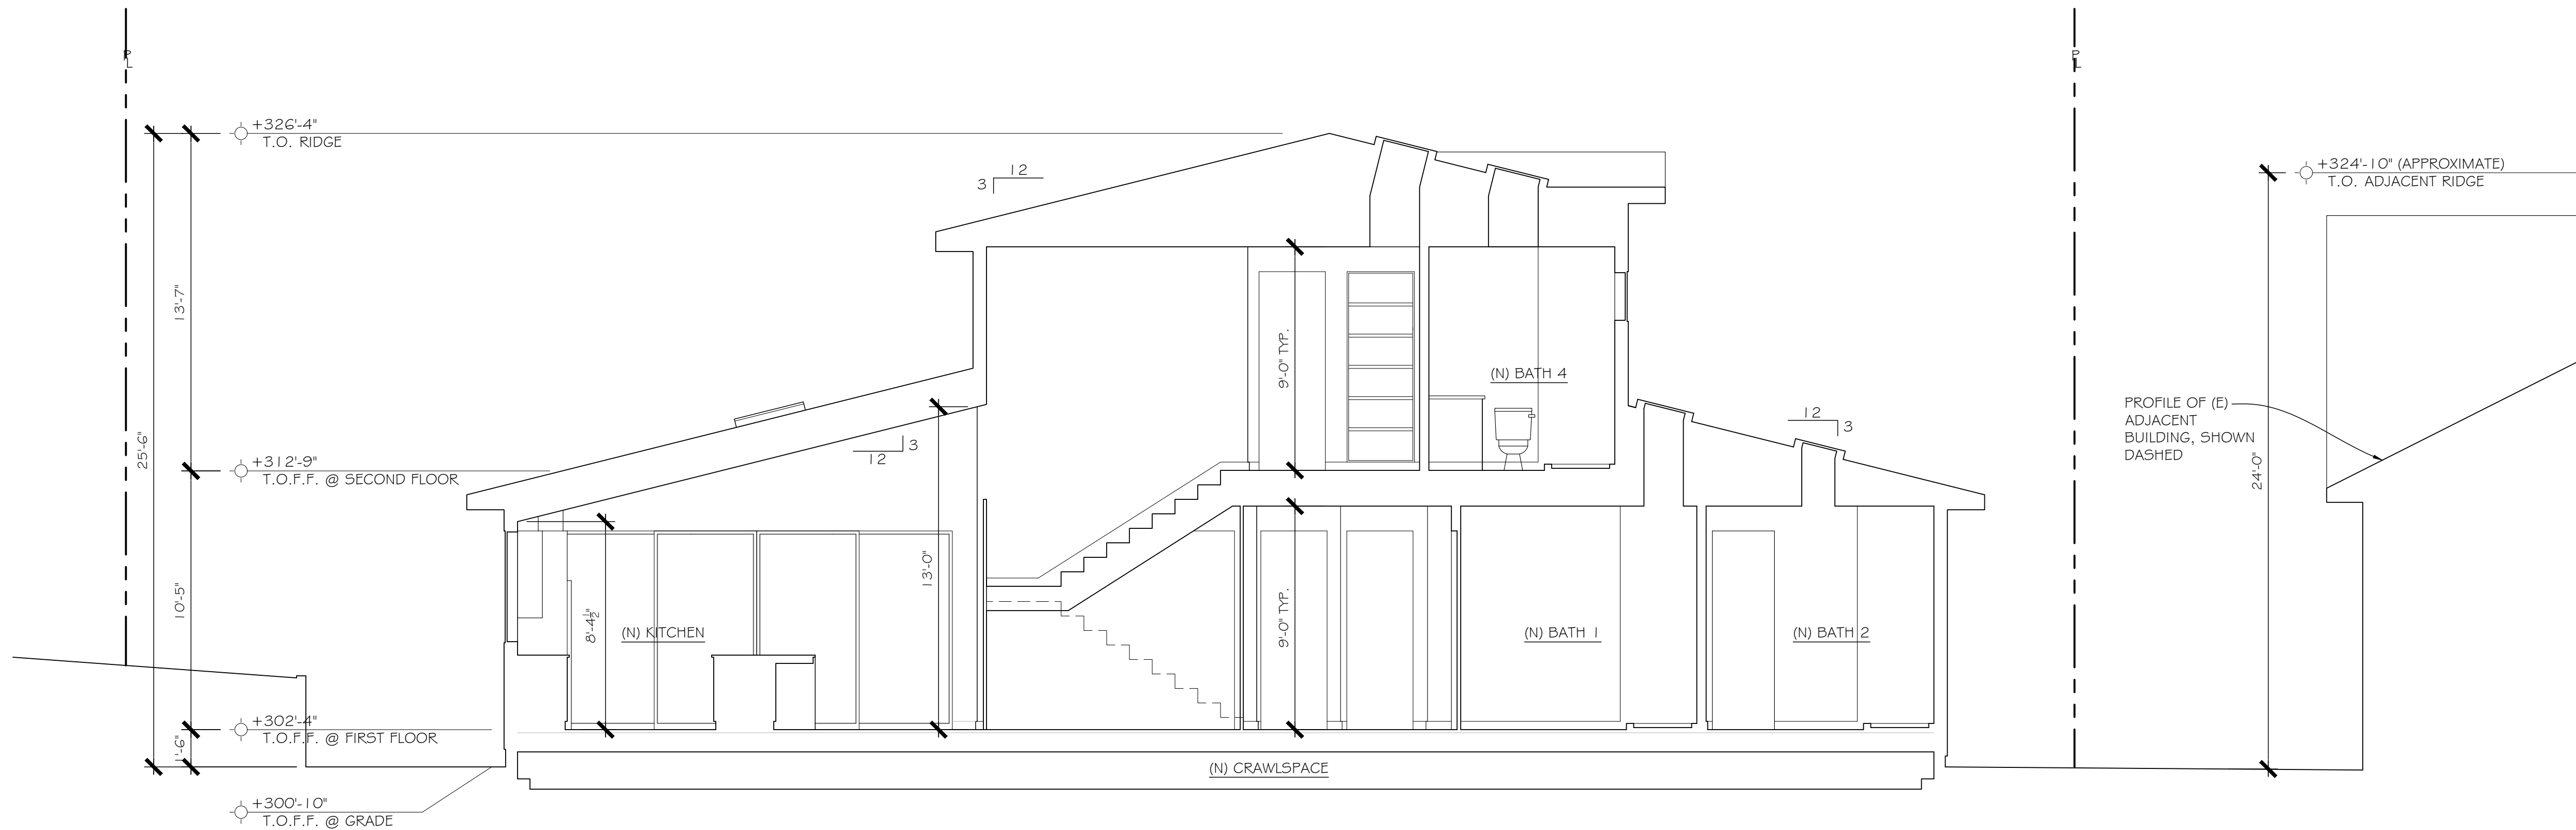 PL
PL
+326'-4"
T.O. RIDGE
12
3
+324'-10" (APPROXIMATE)
T.O. ADJACENT RIDGE
13'-7"
9'-0" TYP.
(N) BATH 4
PROFILE OF (E)
ADJACENT
BUILDING, SHOWN
DASHED
12
3
3
12
25'-6"
+312'-9"
T.O.F.F. @ SECOND FLOOR
24'-0"
10'-5"
8'-4½"
13'-0"
9'-0" TYP.
(N) KITCHEN
(N) BATH 1
(N) BATH 2
+302'-4"
T.O.F.F. @ FIRST FLOOR
1'-6"
(N) CRAWLSPACE
+300'-10"
T.O.F.F. @ GRADE